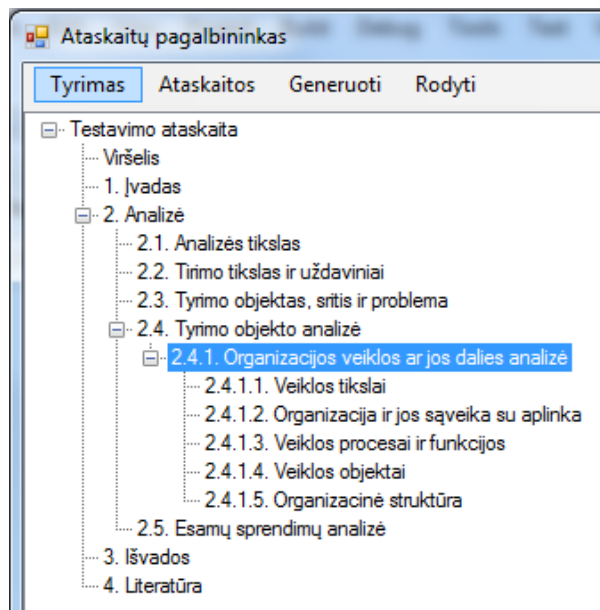 Ataskaitų pagalbininkas
Tyrimas Ataskaitos Generuoti Rodyti
Testavimo ataskaita
Viršelis
1. Įvadas
2. Analizė
2.1. Analizės tikslas
2.2. Tirimo tikslas ir uždaviniai
2.3. Tyrimo objektas, sritis ir problema
2.4. Tyrimo objekto analizė
2.4.1. Organizacijos veiklos ar jos dalies analizė
2.4.1.1. Veiklos tikslai
2.4.1.2. Organizacija ir jos sąveika su aplinka
2.4.1.3. Veiklos procesai ir funkcijos
2.4.1.4. Veiklos objektai
2.4.1.5. Organizacinė struktūra
2.5. Esamų sprendimų analizė
3. Išvados
4. Literatūra